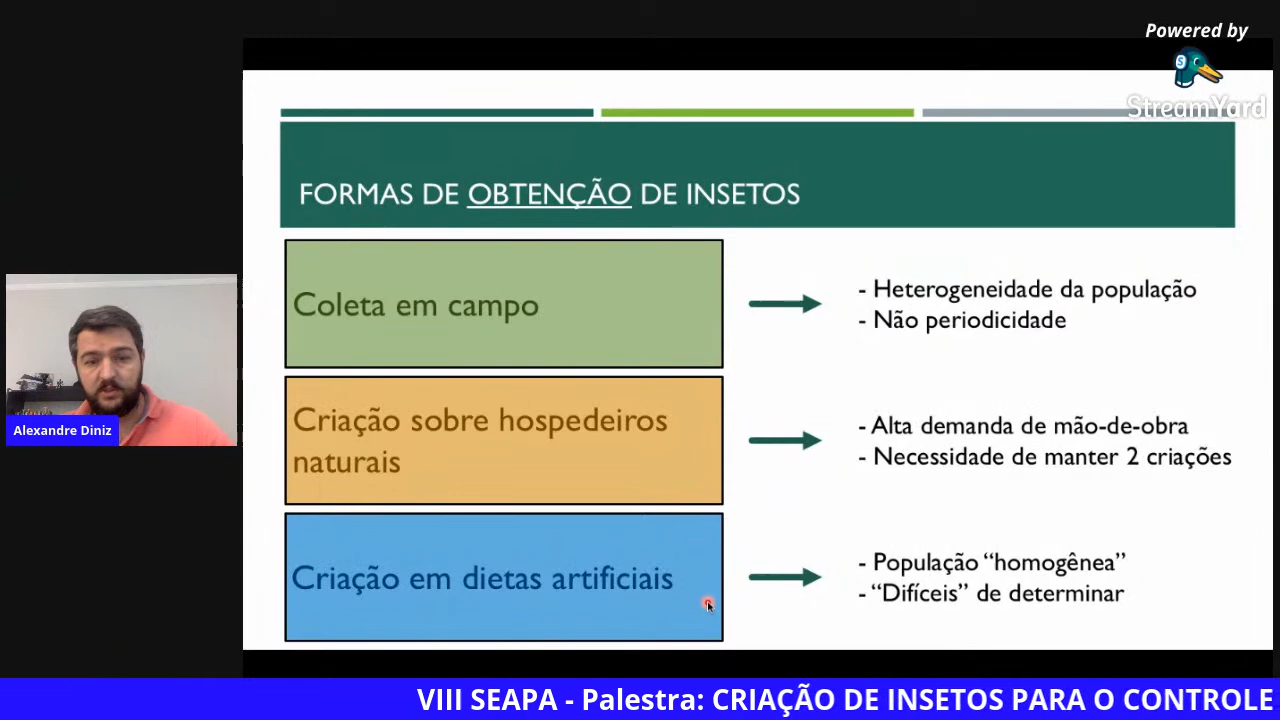 Powered by
StreamYard
FORMAS DE OBTENÇÃO DE INSETOS
Coleta em campo
- Heterogeneidade da população
- Não periodicidade
Criação sobre hospedeiros
naturais
- Alta demanda de mão-de-obra
- Necessidade de manter 2 criações
Criação em dietas artificiais
- População “homogênea”
- “Difíceis” de determinar
Alexandre Diniz
VIII SEAPA - Palestra: CRIAÇÃO DE INSETOS PARA O CONTROLE